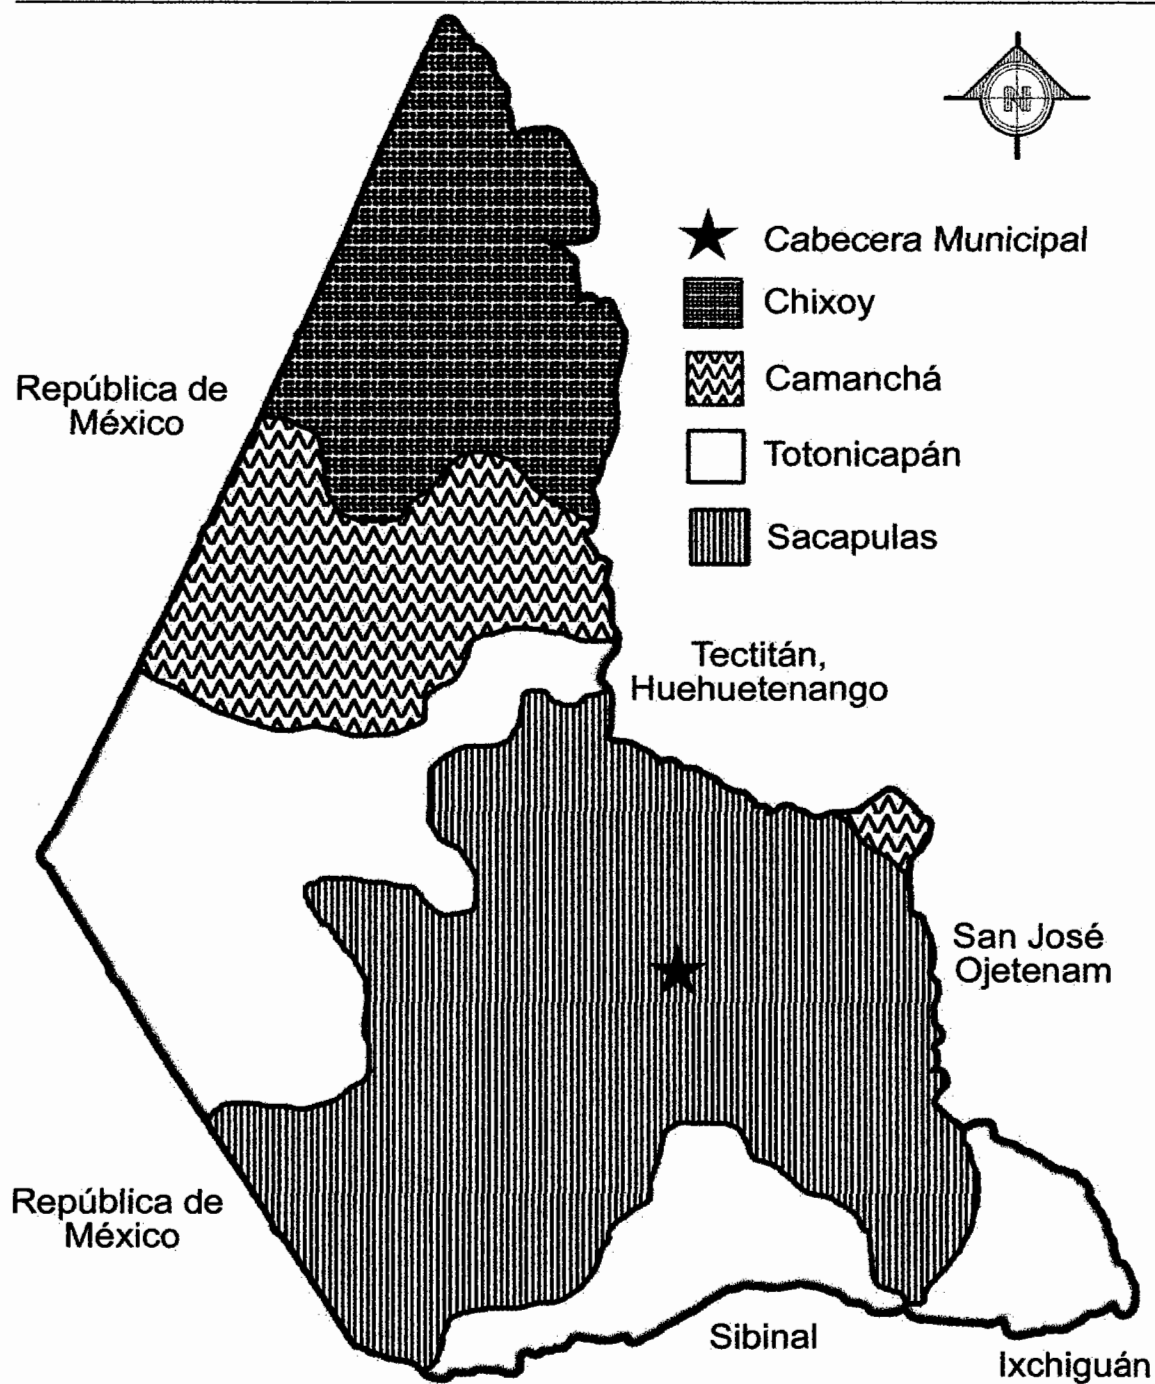 N
Cabecera Municipal
Chixoy
República de
México
Camanchá
Totonicapán
Sacapulas
Tectitán,
Huehuetenango
San José
Ojetenam
República de
México
Sibinal
Ixchiguán